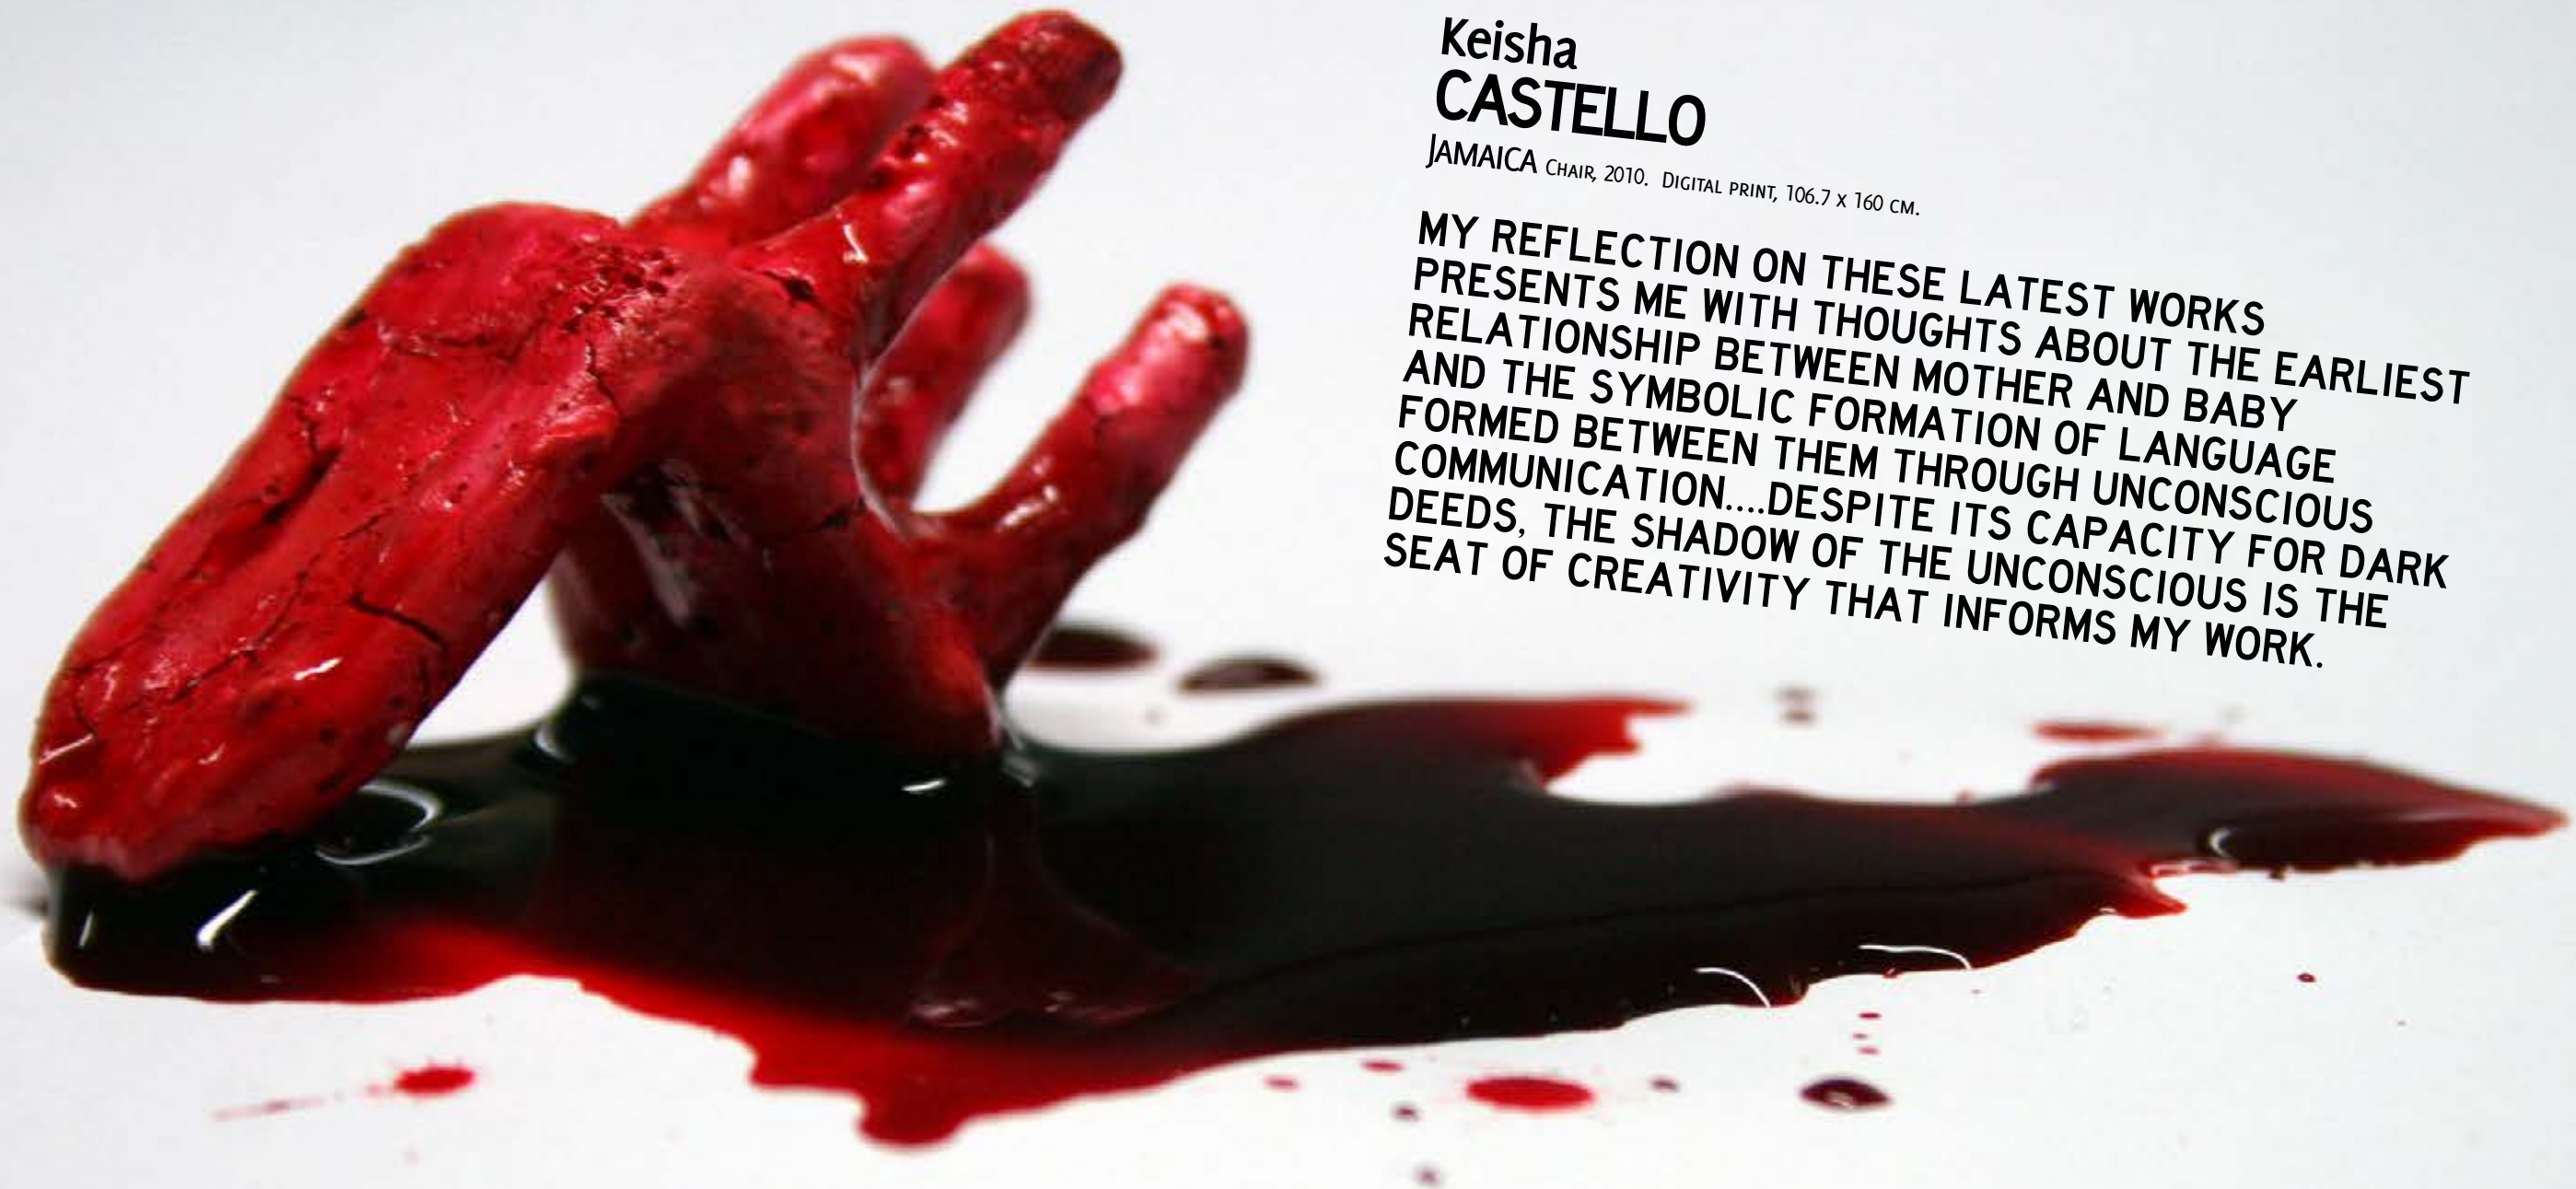 Keisha
CASTELLO
JAMAICA CHAIR, 2010. DIGITAL PRINT, 106.7 x 160 CM.
MY REFLECTION ON THESE LATEST WORKS
PRESENTS ME WITH THOUGHTS ABOUT THE EARLIEST
RELATIONSHIP BETWEEN MOTHER AND BABY
AND THE SYMBOLIC FORMATION OF LANGUAGE
FORMED BETWEEN THEM THROUGH UNCONSCIOUS
COMMUNICATION....DESPITE ITS CAPACITY FOR DARK
DEEDS, THE SHADOW OF THE UNCONSCIOUS IS THE
SEAT OF CREATIVITY THAT INFORMS MY WORK.